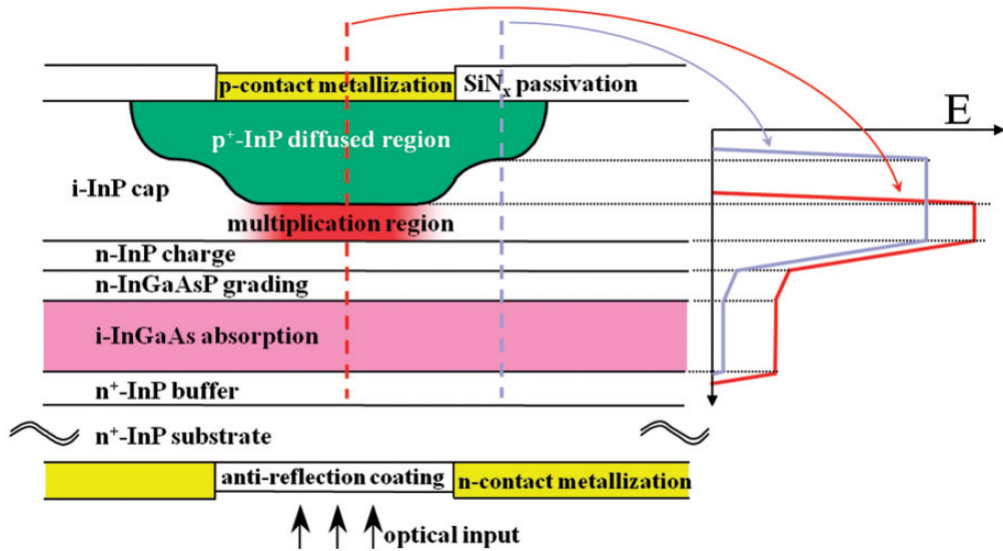 p-contact metallization
SiNx passivation
E
p+-InP diffused region
i-InP cap
multiplication region
n-InP charge
n-InGaAsP grading
i-InGaAs absorption
n+-InP buffer
n+-InP substrate
anti-reflection coating
n-contact metallization
optical input